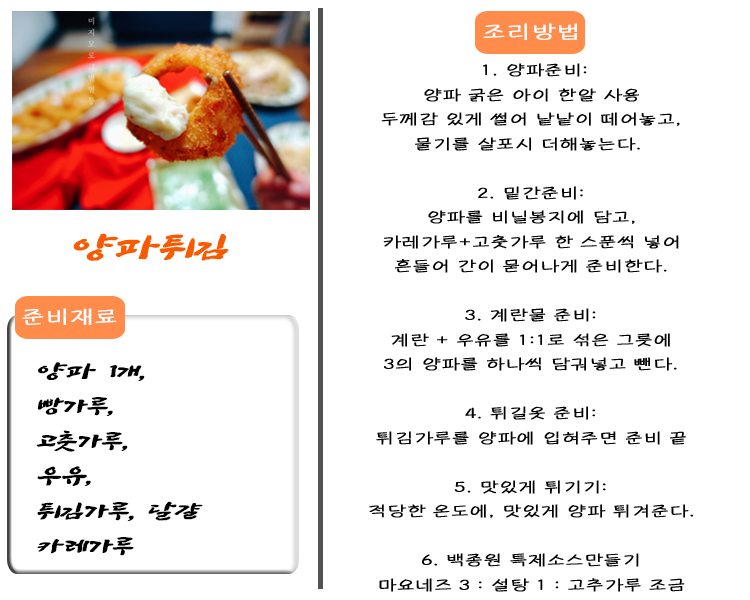 양파튀김
준비재료
양파 1개,
빵가루,
고춧가루,
우유,
튀김가루, 달걀
카레가루
조리방법
1. 양파준비:
양파 굵은 아이 한알 사용
두께감 있게 썰어 낱낱이 떼어놓고,
물기를 살포시 더해놓는다.
2. 밑간준비:
양파를 비닐봉지에 담고,
카레가루+고춧가루 한 스푼씩 넣어
흔들어 간이 묻어나게 준비한다.
3. 계란물 준비:
계란 + 우유를 1:1로 섞은 그릇에
3의 양파를 하나씩 담궈넣고 뺀다.
4. 튀길옷 준비:
튀김가루를 양파에 입혀주면 준비 끝
5. 맛있게 튀기기:
적당한 온도에, 맛있게 양파 튀겨준다.
6. 백종원 특제소스만들기
마요네즈 3 : 설탕 1 : 고추가루 조금